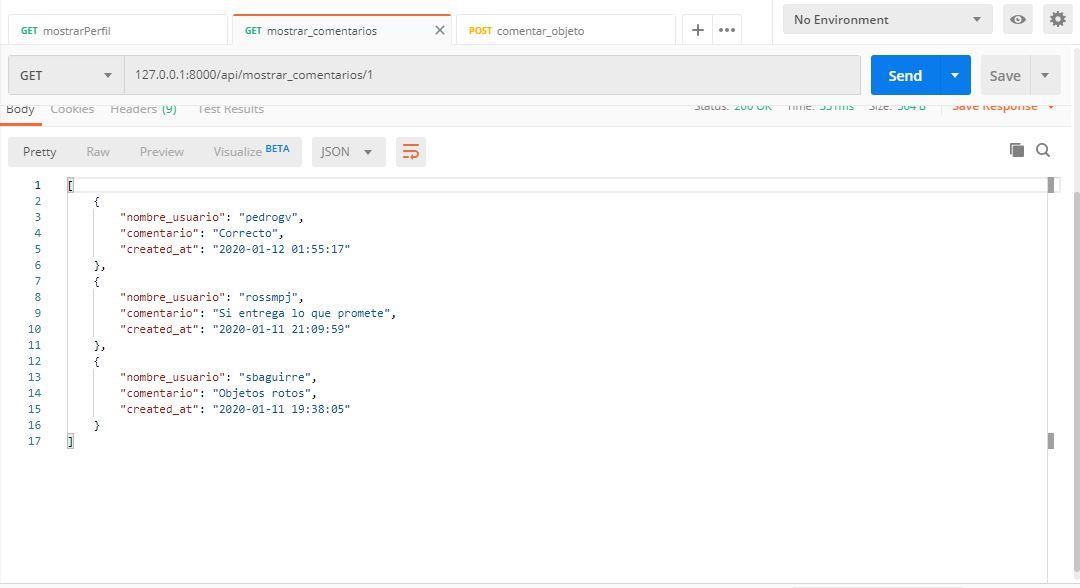 GET mostrarPerfil GET mostrar_comentarios POST comentar_objeto No Environment
GET 127.0.0.1:8000/api/mostrar_comentarios/1 Send Save
Body Cookies Headers (9) Test Results Status: 200 OK Time: Size: Save Response
Pretty Raw Preview Visualize BETA JSON
1 [
2 {
3 "nombre_usuario": "pedrogv",
4 "comentario": "Correcto",
5 "created_at": "2020-01-12 01:55:17"
6 },
7 {
8 "nombre_usuario": "rossmpj",
9 "comentario": "Si entrega lo que promete",
10 "created_at": "2020-01-11 21:09:59"
11 },
12 {
13 "nombre_usuario": "sbaguirre",
14 "comentario": "Objetos rotos",
15 "created_at": "2020-01-11 19:38:05"
16 }
17 ]